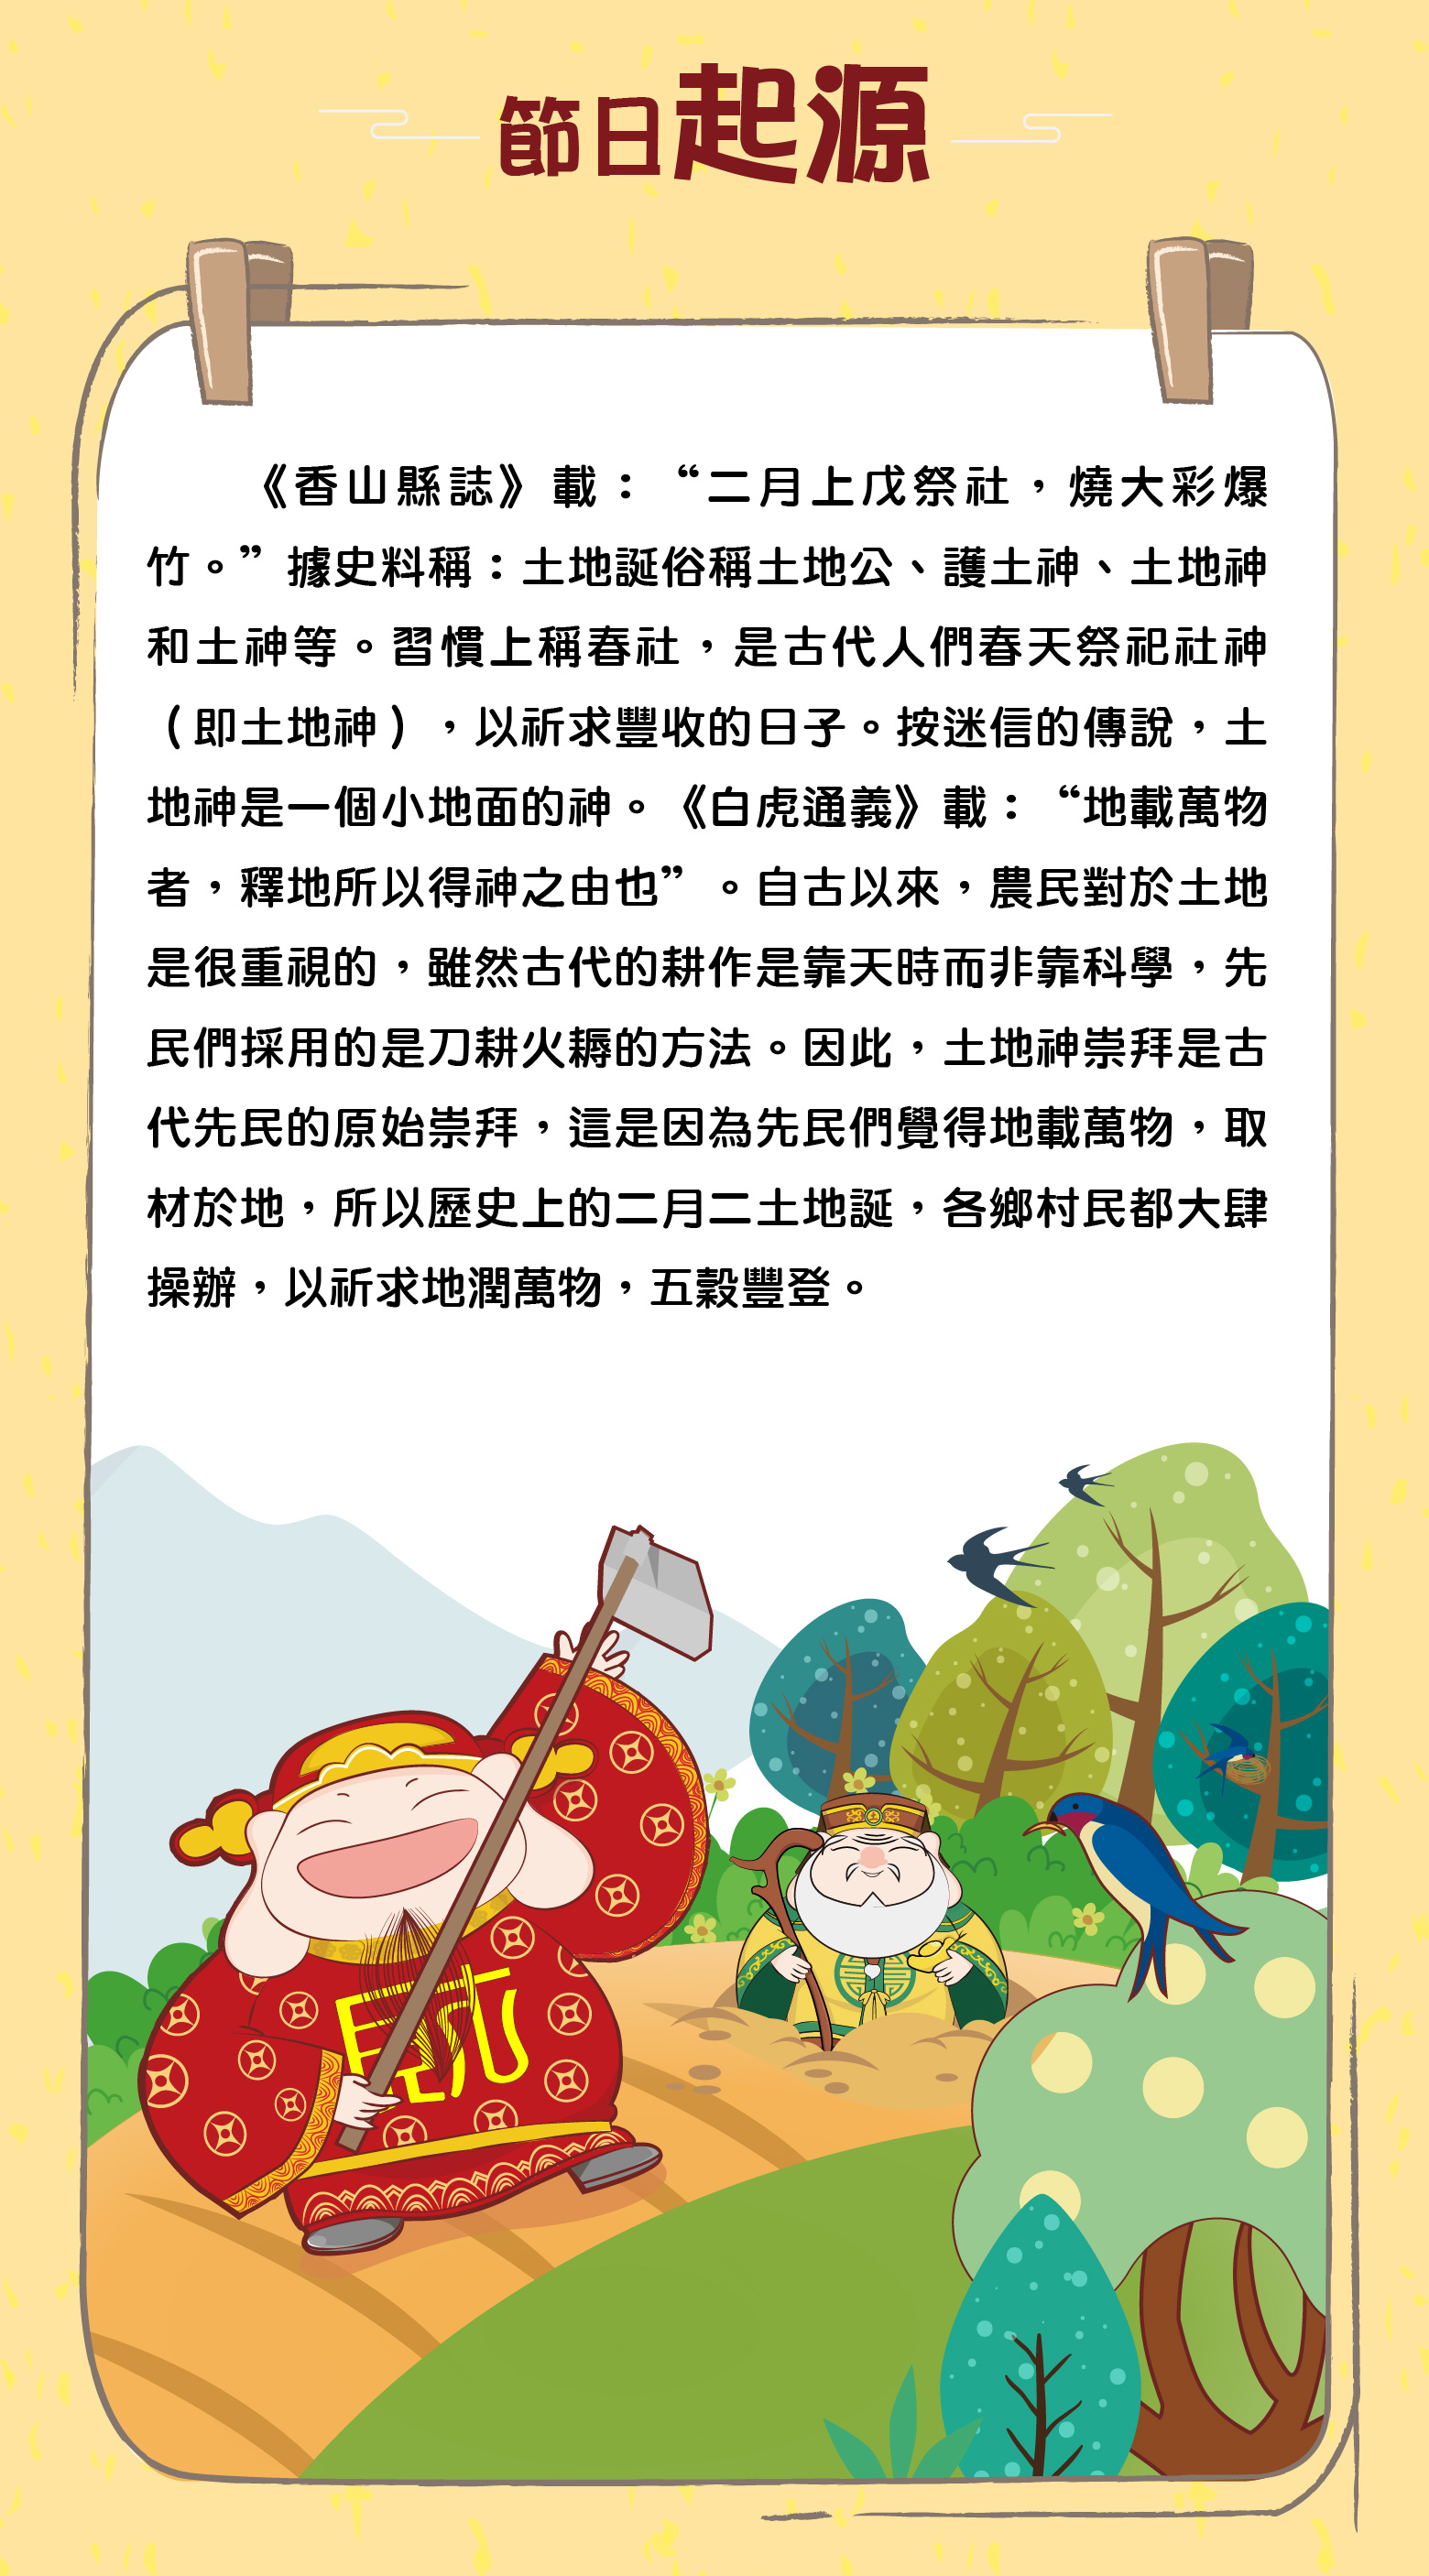 節日起源
《香山縣誌》載：“二月上戊祭社，燒大彩爆
竹。”據史料稱：土地誕俗稱土地公、護土神、土地神
和土神等。習慣上稱春社，是古代人們春天祭祀社神
（即土地神），以祈求豐收的日子。按迷信的傳說，土
地神是一個小地面的神。《白虎通義》載：“地載萬物
者，釋地所以得神之由也”。自古以來，農民對於土地
是很重視的，雖然古代的耕作是靠天時而非靠科學，先
民們採用的是刀耕火耨的方法。因此，土地神崇拜是古
代先民的原始崇拜，這是因為先民們覺得地載萬物，取
材於地，所以歷史上的二月二土地誕，各鄉村民都大肆
操辦，以祈求地潤萬物，五穀豐登。